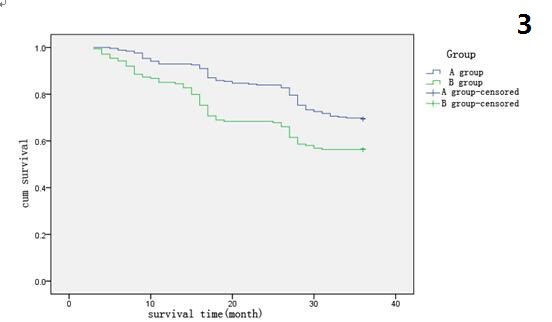 3
Group
A group
B group
A group-censored
B group-censored
cum survival
1.0
0.8
0.6
0.4
0.2
0.0
0 10 20 30 40
survival time(month)